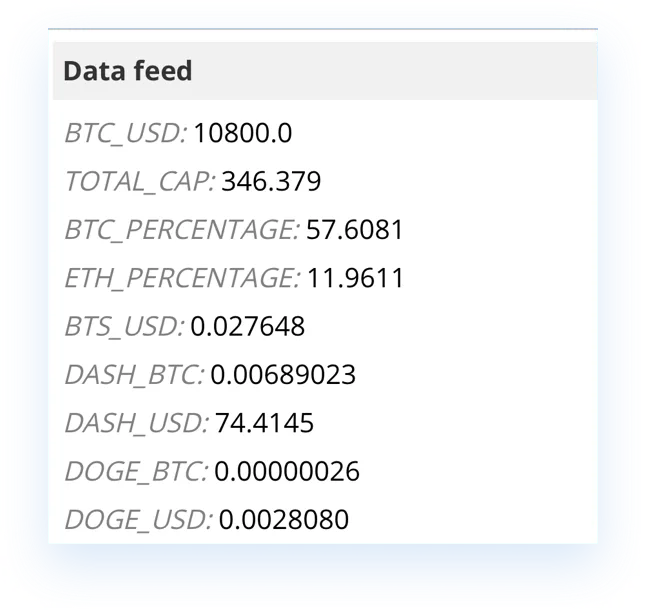 Data feed
BTC_USD: 10800.0
TOTAL_CAP: 346.379
BTC_PERCENTAGE: 57.6081
ETH_PERCENTAGE: 11.9611
BTS_USD: 0.027648
DASH_BTC: 0.00689023
DASH_USD: 74.4145
DOGE_BTC: 0.00000026
DOGE_USD: 0.0028080